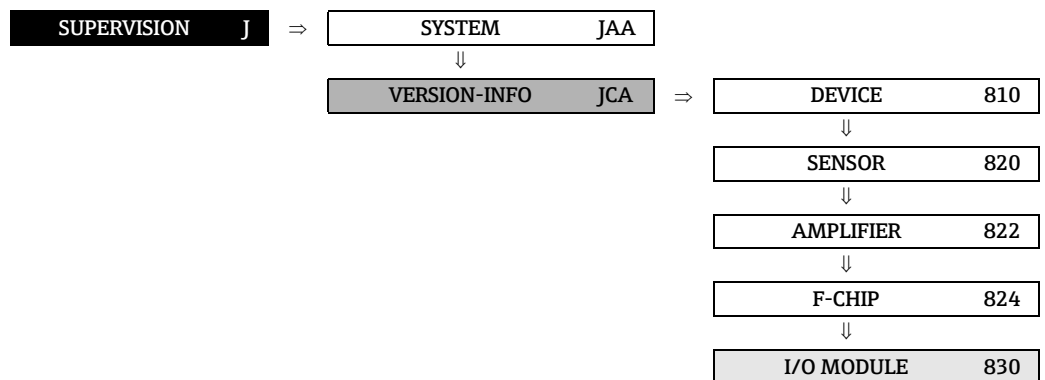 SUPERVISION J ⇒ SYSTEM JAA
⇓
VERSION-INFO JCA ⇒ DEVICE 810
⇓
SENSOR 820
⇓
AMPLIFIER 822
⇓
F-CHIP 824
⇓
I/O MODULE 830